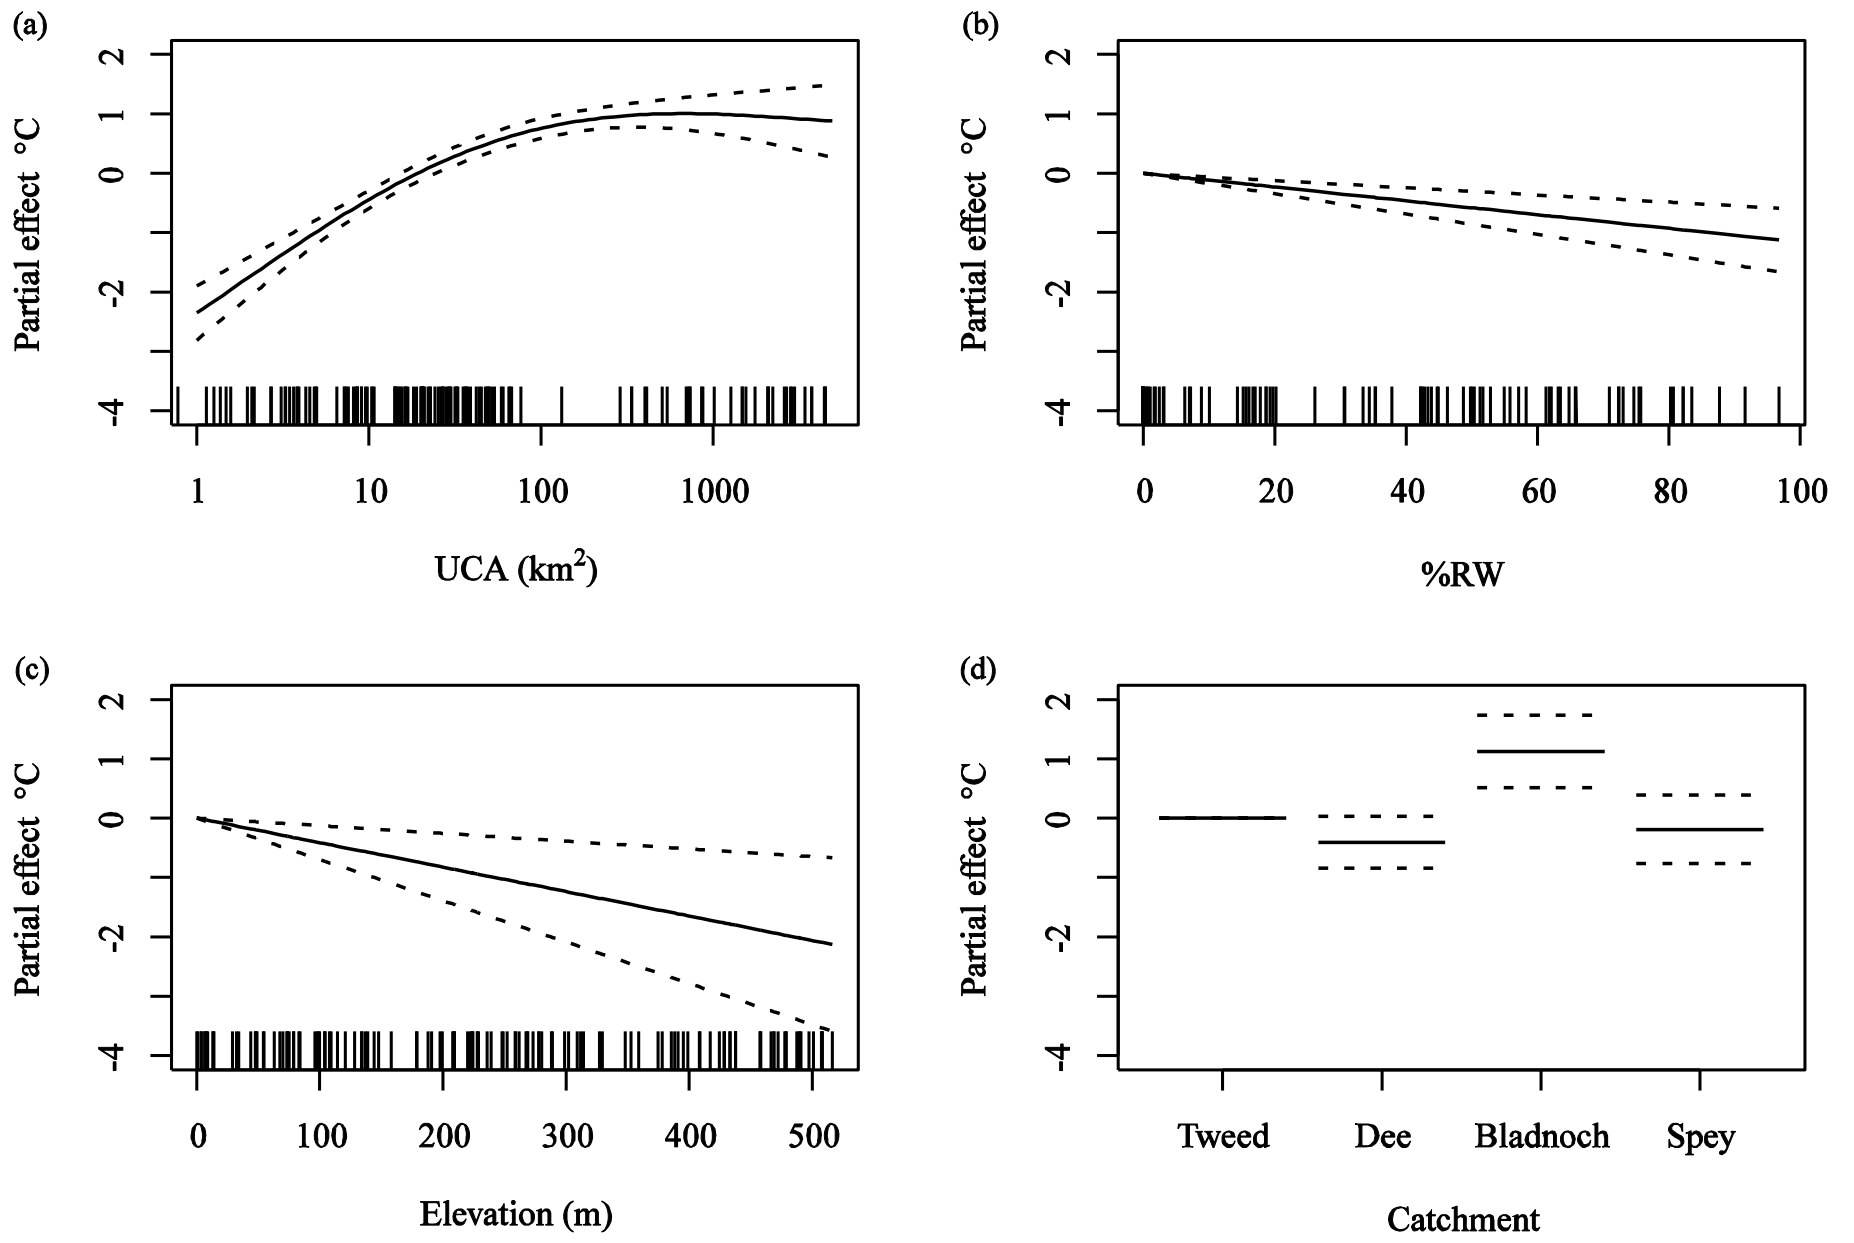 (a)
2
1
0
-2
-4
Partial effect °C
1 10 100 1000
UCA (km²)
(b)
2
1
0
-2
-4
Partial effect °C
0 20 40 60 80 100
%RW
(c)
2
1
0
-2
-4
Partial effect °C
0 100 200 300 400 500
Elevation (m)
(d)
2
1
0
-2
-4
Partial effect °C
Tweed Dee Bladnoch Spey
Catchment